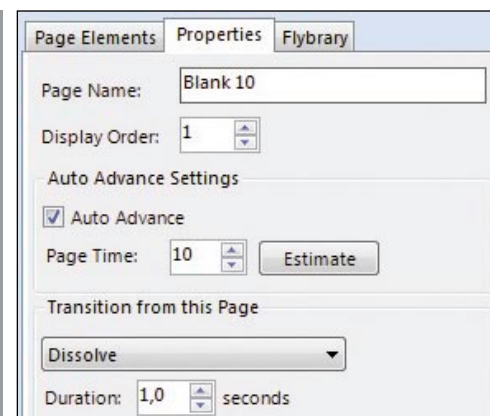 Page Elements Properties Flybrary
Page Name: Blank 10
Display Order: 1
Auto Advance Settings
Auto Advance
Page Time: 10 Estimate
Transition from this Page
Dissolve
Duration: 1,0 seconds